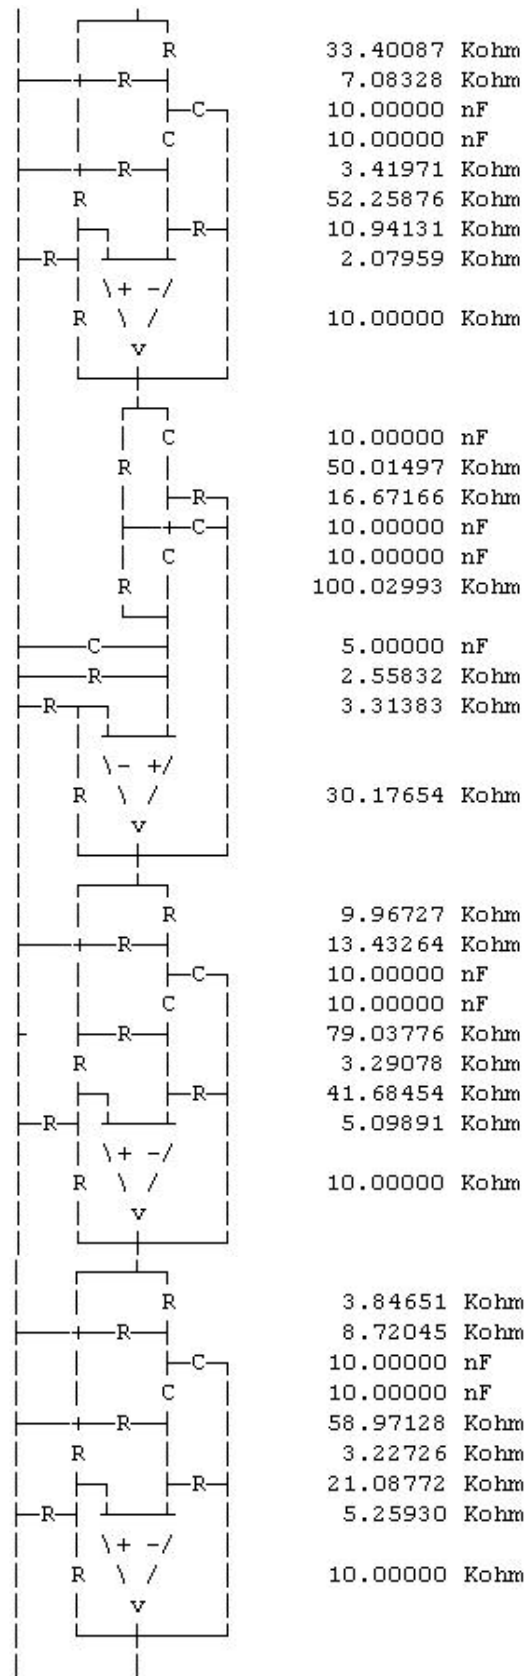 R 33.40087 Kohm
R 7.08328 Kohm
C 10.00000 nF
C 10.00000 nF
R 3.41971 Kohm
R 52.25876 Kohm
R 10.94131 Kohm
R 2.07959 Kohm
\+ -/
R \ / 10.00000 Kohm
v
C 10.00000 nF
R 50.01497 Kohm
R 16.67166 Kohm
+ C 10.00000 nF
C 10.00000 nF
R 100.02993 Kohm
C 5.00000 nF
R 2.55832 Kohm
R 3.31383 Kohm
\- +/
R \ / 30.17654 Kohm
v
R 9.96727 Kohm
R 13.43264 Kohm
C 10.00000 nF
C 10.00000 nF
R 79.03776 Kohm
R 3.29078 Kohm
R 41.68454 Kohm
R 5.09891 Kohm
\+ -/
R \ / 10.00000 Kohm
v
R 3.84651 Kohm
R 8.72045 Kohm
C 10.00000 nF
C 10.00000 nF
R 58.97128 Kohm
R 3.22726 Kohm
R 21.08772 Kohm
R 5.25930 Kohm
\+ -/
R \ / 10.00000 Kohm
v